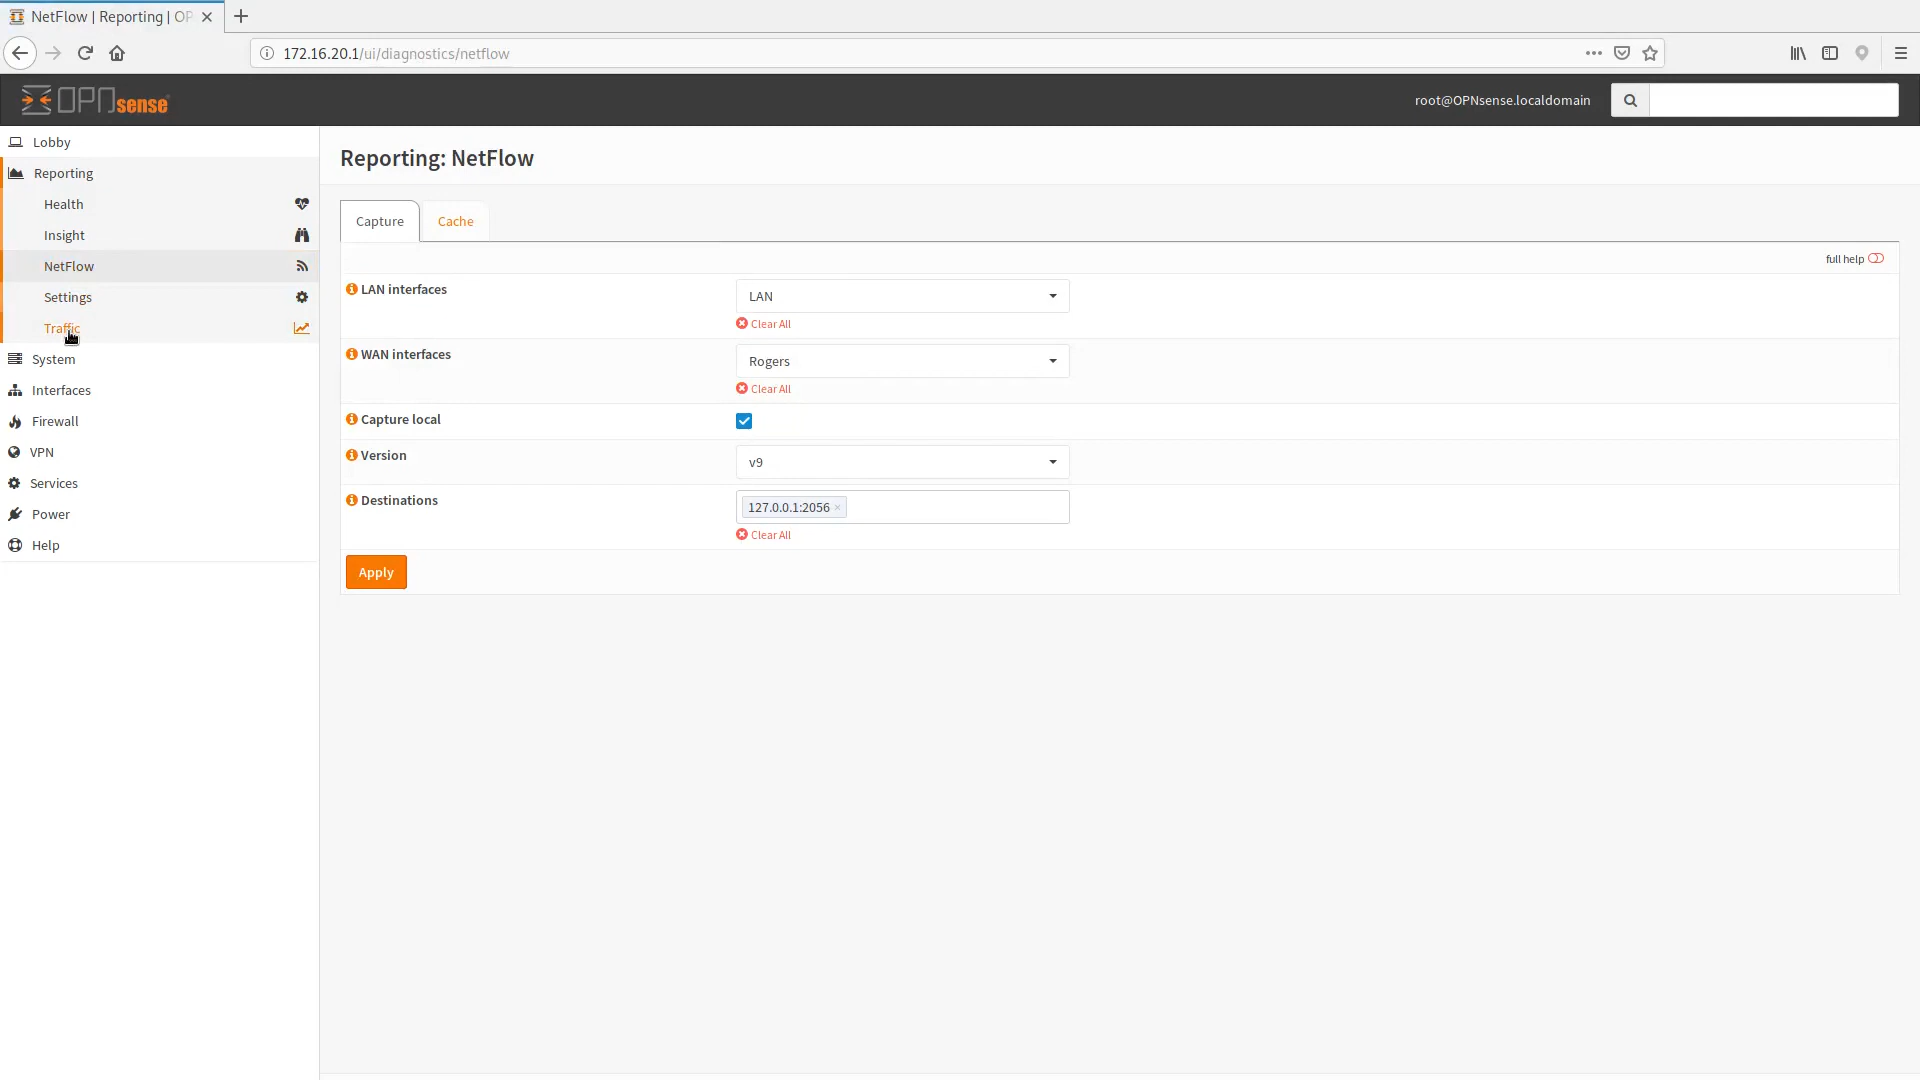 NetFlow | Reporting | OP
172.16.20.1/ui/diagnostics/netflow
OPNsense
root@OPNsense.localdomain
Lobby
Reporting
Health
Insight
NetFlow
Settings
Traffic
System
Interfaces
Firewall
VPN
Services
Power
Help
Reporting: NetFlow
Capture
Cache
full help
LAN interfaces
LAN
Clear All
WAN interfaces
Rogers
Clear All
Capture local
Version
v9
Destinations
127.0.0.1:2056 ×
Clear All
Apply